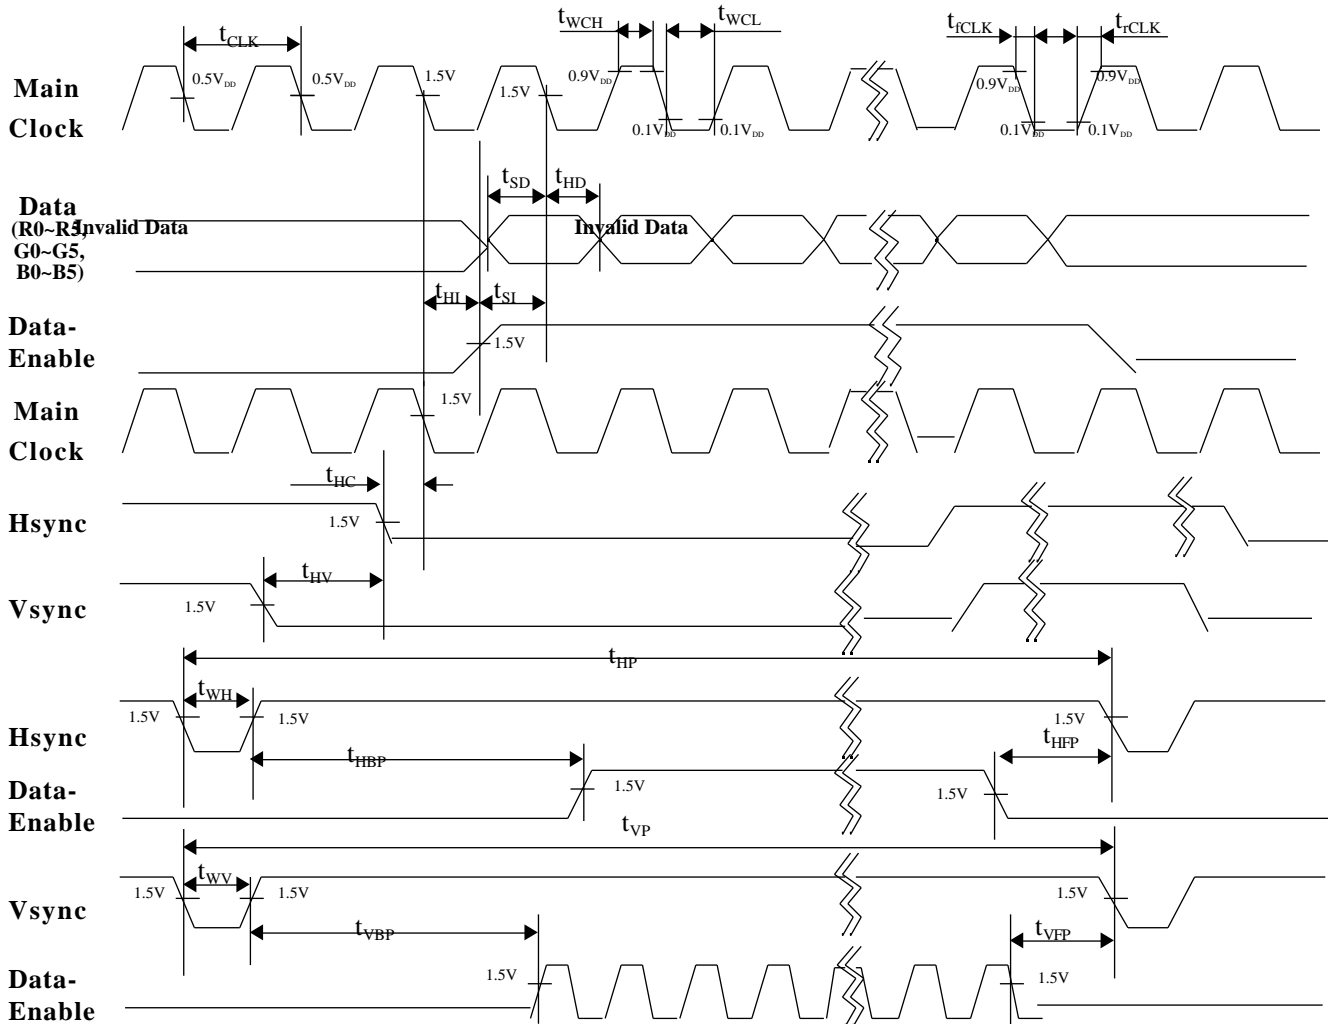 tWCH tWCL tfCLK trCLK
tCLK
Main Clock 0.5VDD 0.5VDD 1.5V 1.5V 0.9VDD 0.1VDD 0.1VDD 0.9VDD 0.1VDD 0.9VDD 0.1VDD
tSD tHD
Data
(R0~R5, Invalid Data Invalid Data
G0~G5,
B0~B5)
tHI tSI
Data-
Enable 1.5V
Main 1.5V
Clock
tHC
Hsync 1.5V
tHV
Vsync 1.5V
tHP
tWH
1.5V 1.5V 1.5V
Hsync tHBP tHFP
Data- 1.5V 1.5V
Enable
tVP
tWV
1.5V 1.5V 1.5V
Vsync
tVBP tVFP
Data- 1.5V 1.5V
Enable